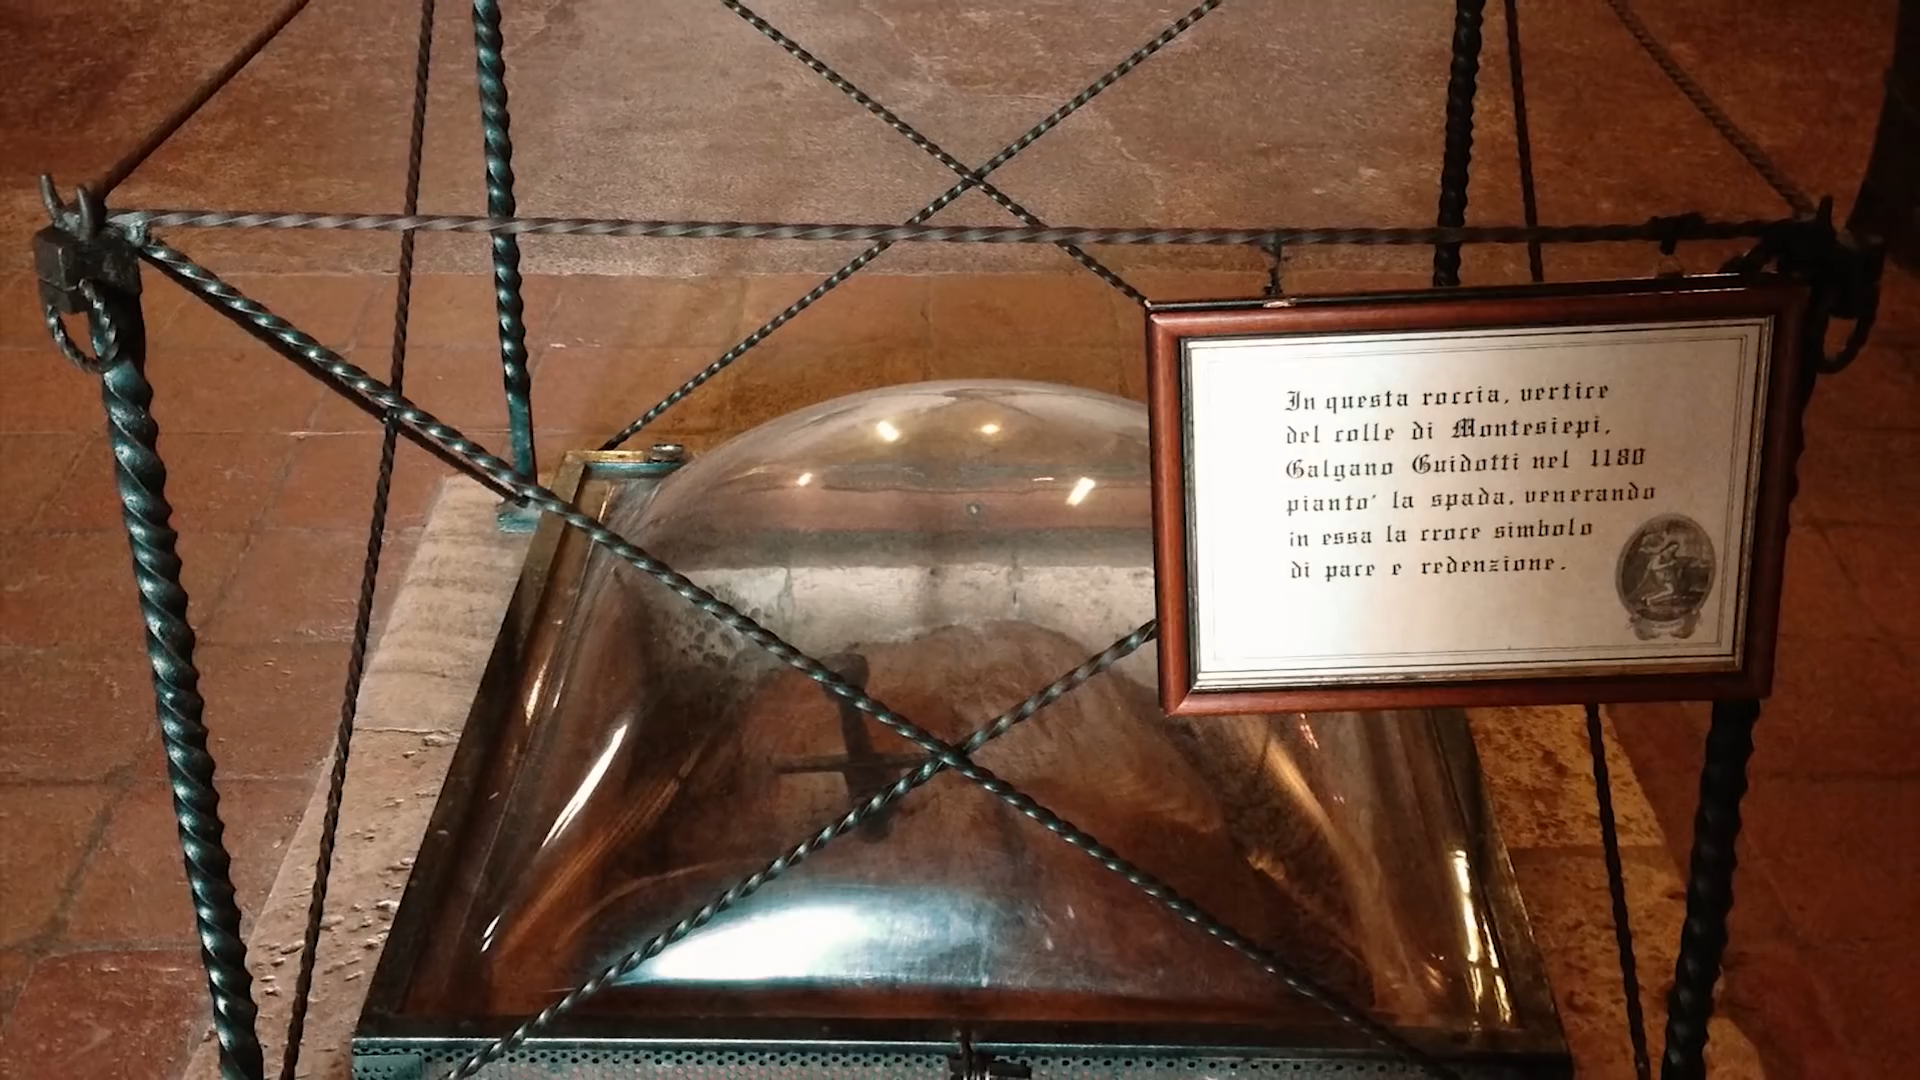 In questa roccia, vertice
del colle di Montesiepi,
Galgano Guidotti nel 1180
pianto' la spada, venerando
in essa la croce simbolo
di pace e redenzione.